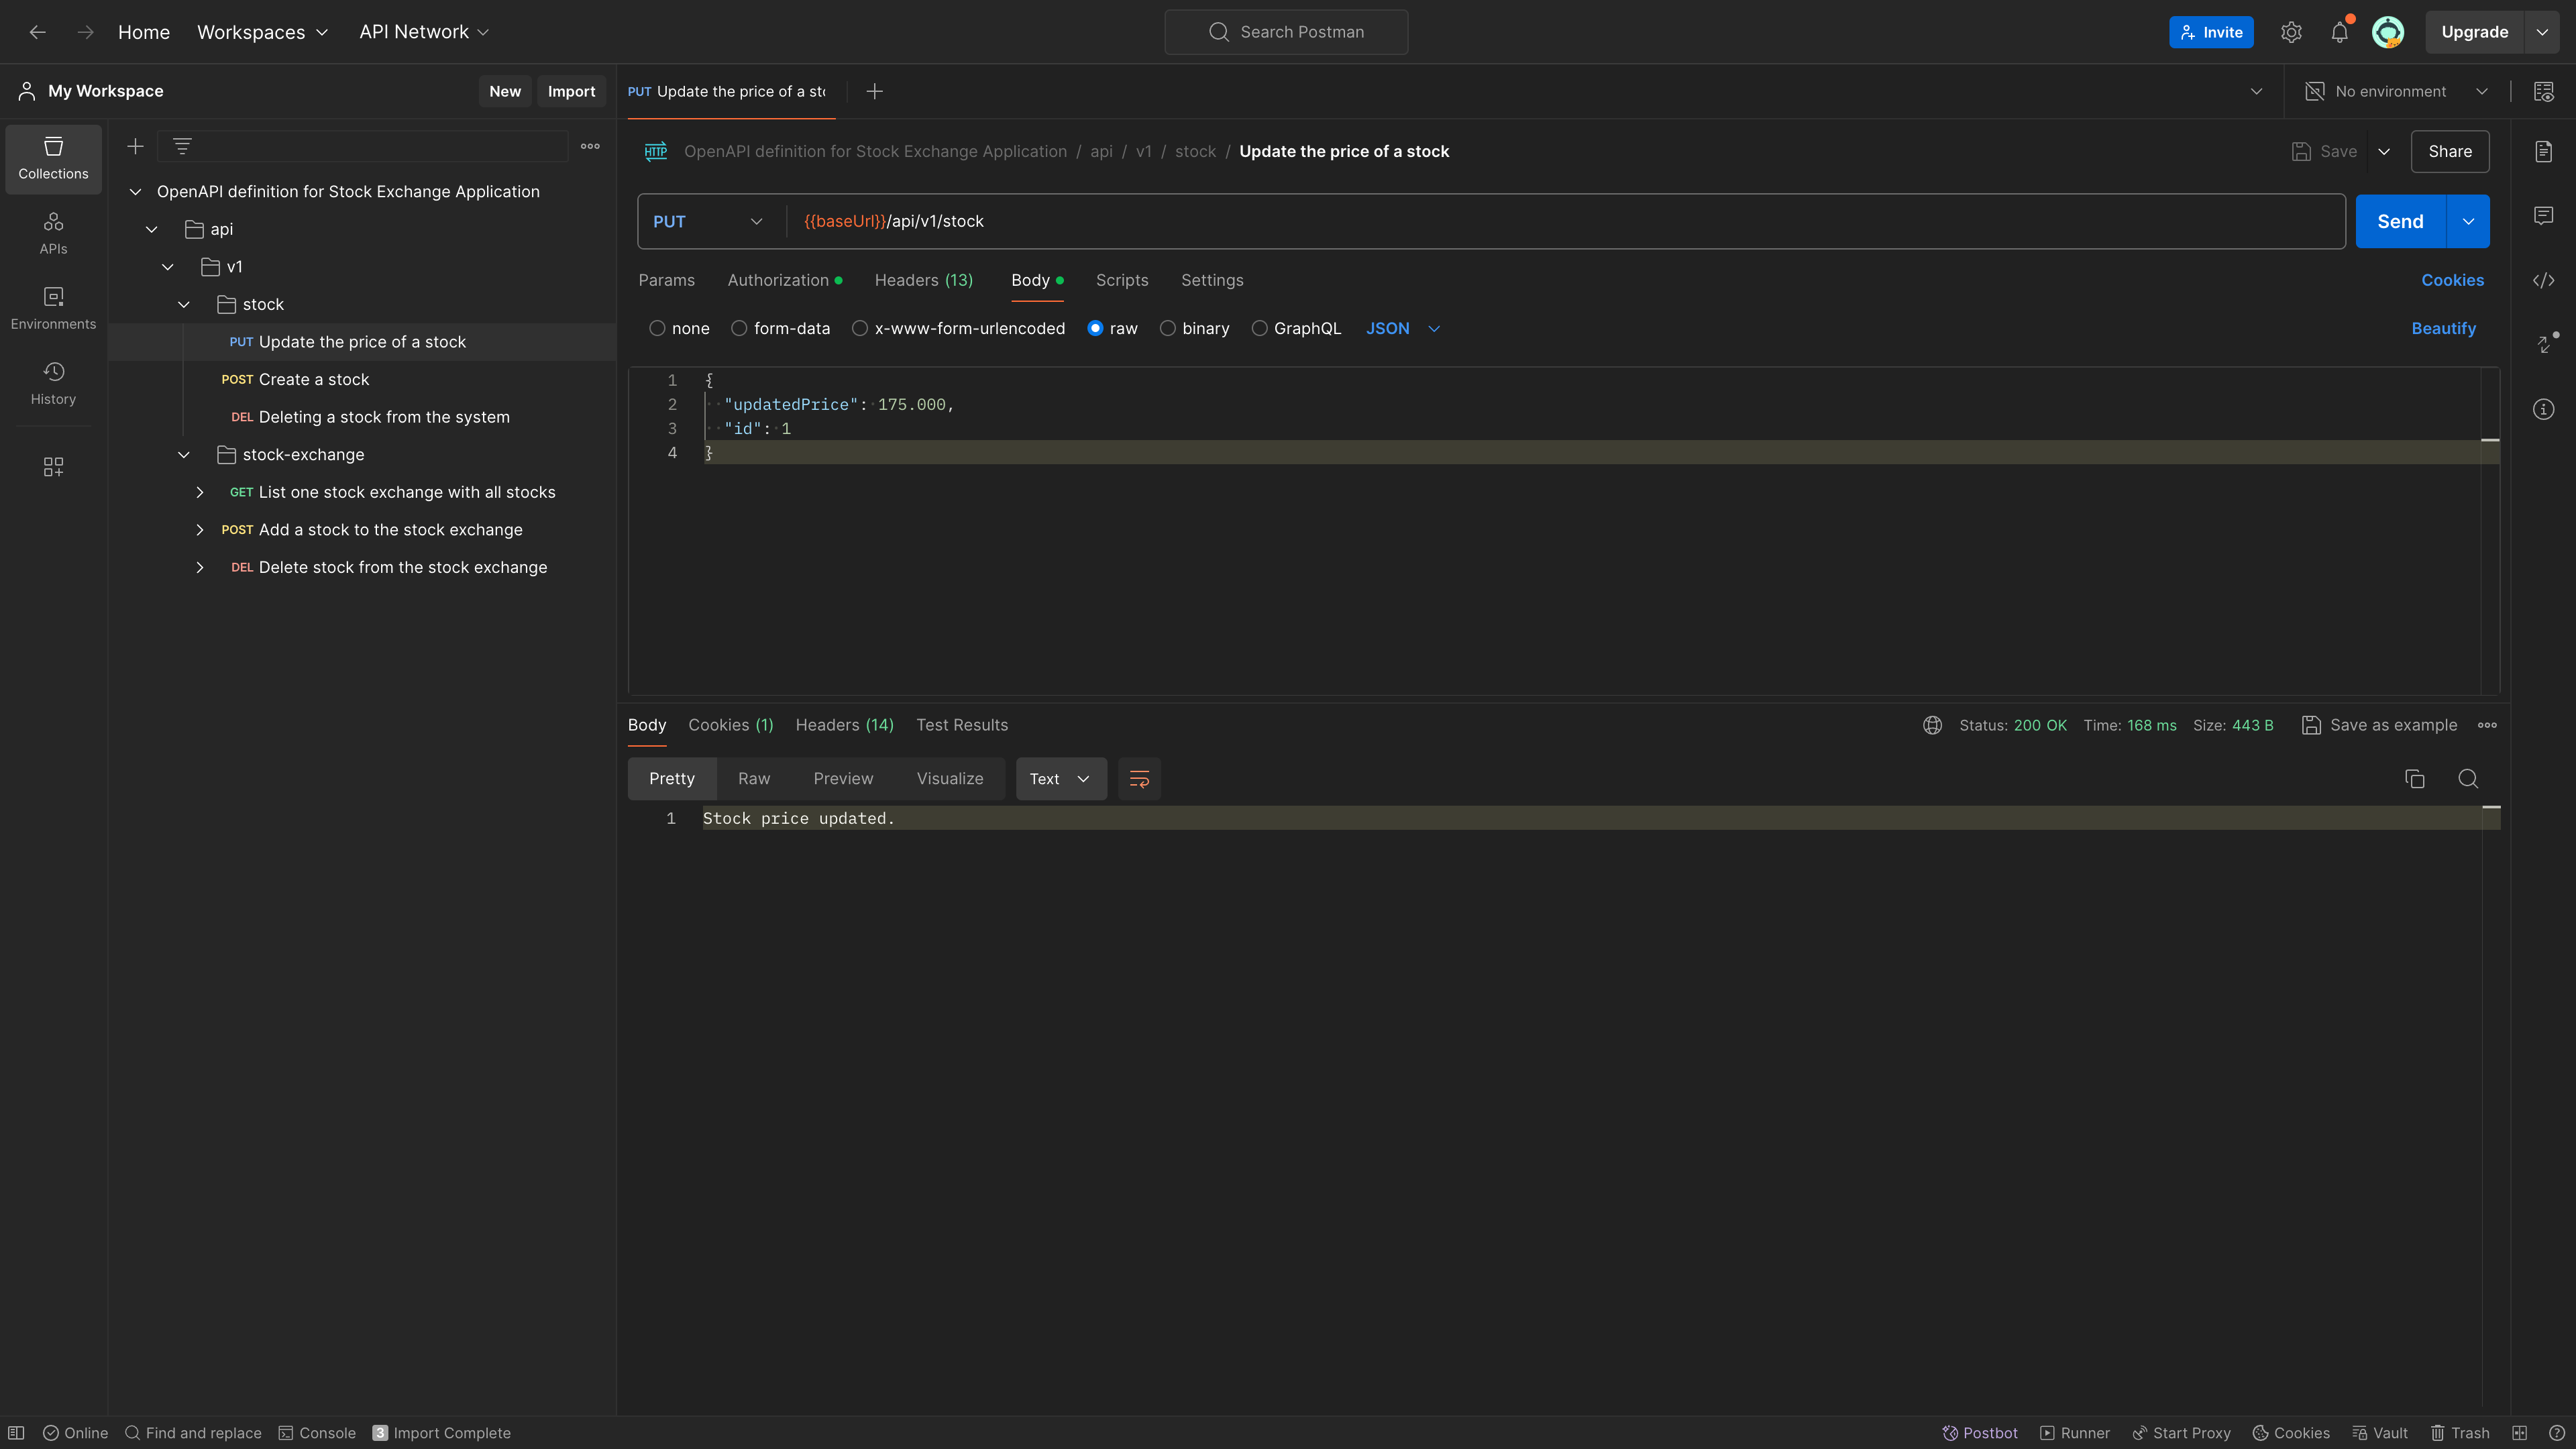 Home Workspaces API Network Search Postman Invite Upgrade
My Workspace New Import
PUT Update the price of a sto No environment
Collections
APIs
Environments
History
OpenAPI definition for Stock Exchange Application
api
v1
stock
PUT Update the price of a stock
POST Create a stock
DEL Deleting a stock from the system
stock-exchange
GET List one stock exchange with all stocks
POST Add a stock to the stock exchange
DEL Delete stock from the stock exchange
HTTP OpenAPI definition for Stock Exchange Application / api / v1 / stock / Update the price of a stock Save Share
PUT {{baseUrl}}/api/v1/stock Send
Params Authorization Headers (13) Body Scripts Settings Cookies
none form-data x-www-form-urlencoded raw binary GraphQL JSON Beautify
1 {
2 "updatedPrice": 175.000,
3 "id": 1
4 }
Body Cookies (1) Headers (14) Test Results Status: 200 OK Time: 168 ms Size: 443 B Save as example
Pretty Raw Preview Visualize Text
1 Stock price updated.
Online Find and replace Console 3 Import Complete Postbot Runner Start Proxy Cookies Vault Trash